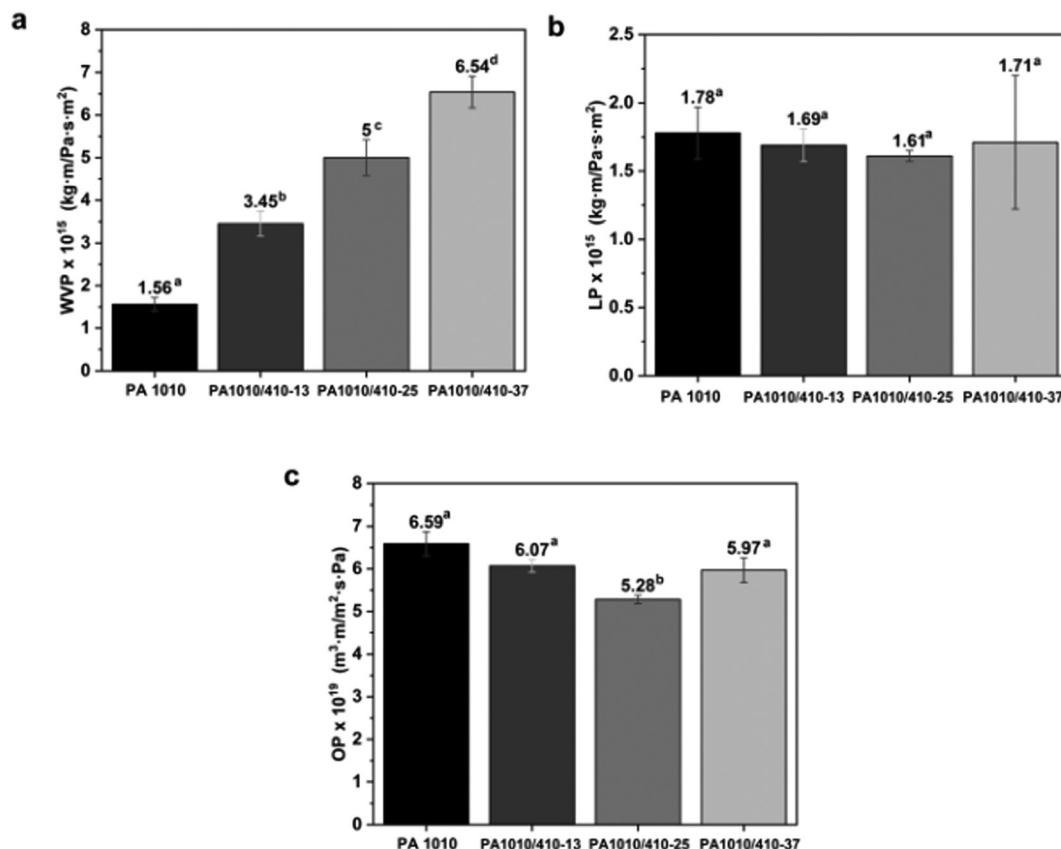 a
WVP x 10¹⁵ (kg·m/Pa·s·m²)
8
7
6
5
4
3
2
1
0
1.56ᵃ
3.45ᵇ
5ᶜ
6.54ᵈ
PA 1010
PA1010/410-13
PA1010/410-25
PA1010/410-37
b
LP x 10¹⁵ (kg·m/Pa·s·m²)
2.5
2.0
1.5
1.0
0.5
0.0
1.78ᵃ
1.69ᵃ
1.61ᵃ
1.71ᵃ
PA 1010
PA1010/410-13
PA1010/410-25
PA1010/410-37
c
OP x 10¹⁹ (m³·m/m²·s·Pa)
8
7
6
5
4
3
2
1
0
6.59ᵃ
6.07ᵃ
5.28ᵇ
5.97ᵃ
PA 1010
PA1010/410-13
PA1010/410-25
PA1010/410-37